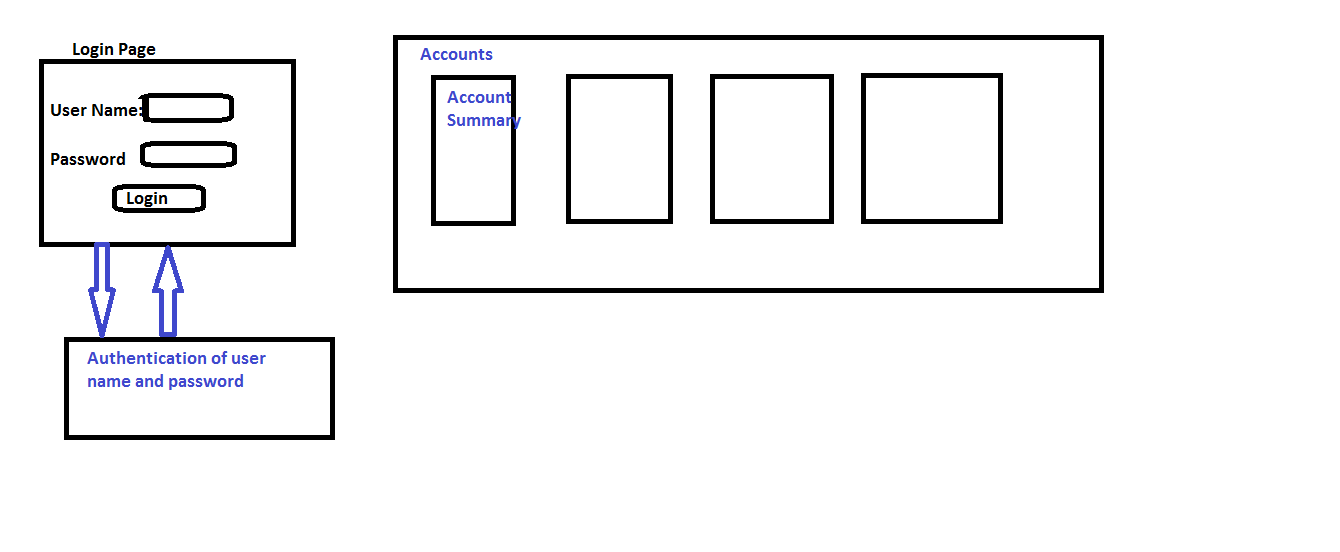 Login Page
User Name:
Password
Login
Authentication of user
name and password
Accounts
Account
Summary